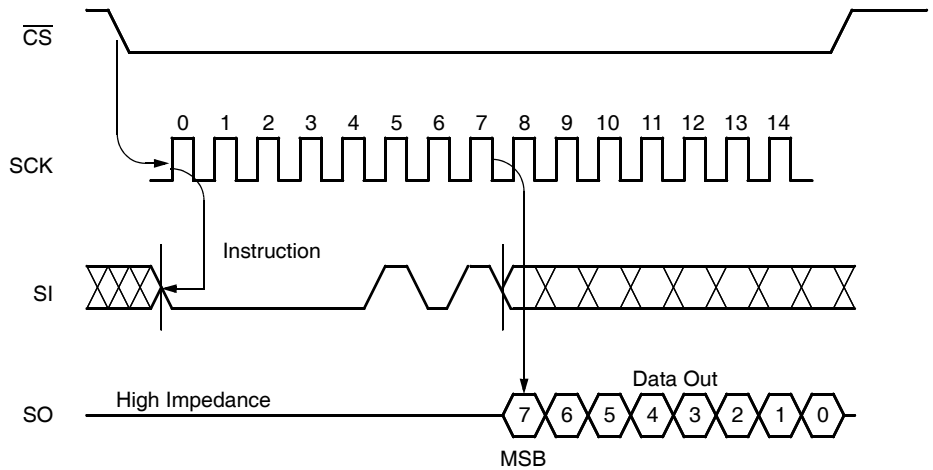 CS
0 1 2 3 4 5 6 7 8 9 10 11 12 13 14
SCK
Instruction
SI
Data Out
High Impedance
SO
7 6 5 4 3 2 1 0
MSB